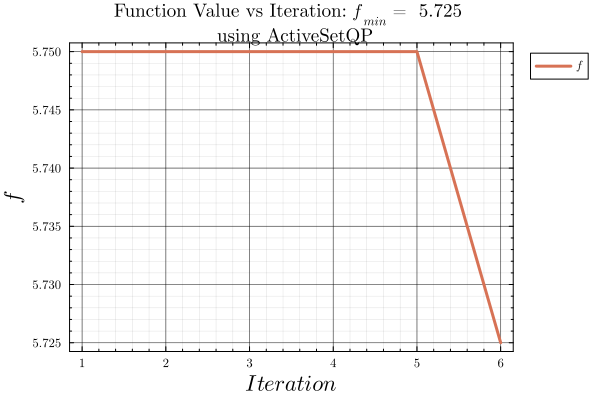 Function Value vs Iteration: f_min = 5.725
using ActiveSetQP
5.750
5.745
5.740
5.735
5.730
5.725
f
1 2 3 4 5 6
Iteration
f